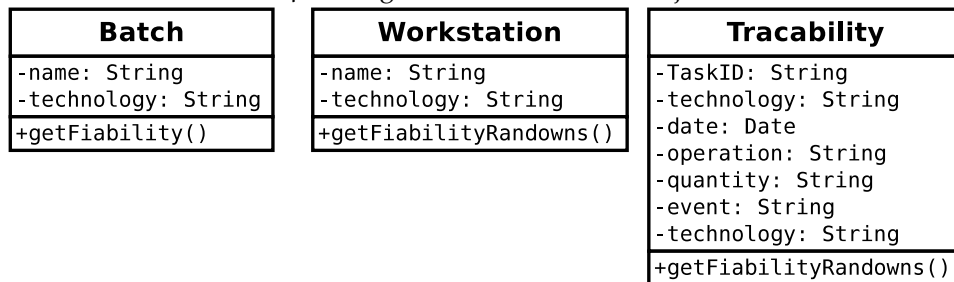 Batch
-name: String
-technology: String
+getFiability()
Workstation
-name: String
-technology: String
+getFiabilityRandowns()
Tracability
-TaskID: String
-technology: String
-date: Date
-operation: String
-quantity: String
-event: String
-technology: String
+getFiabilityRandowns()